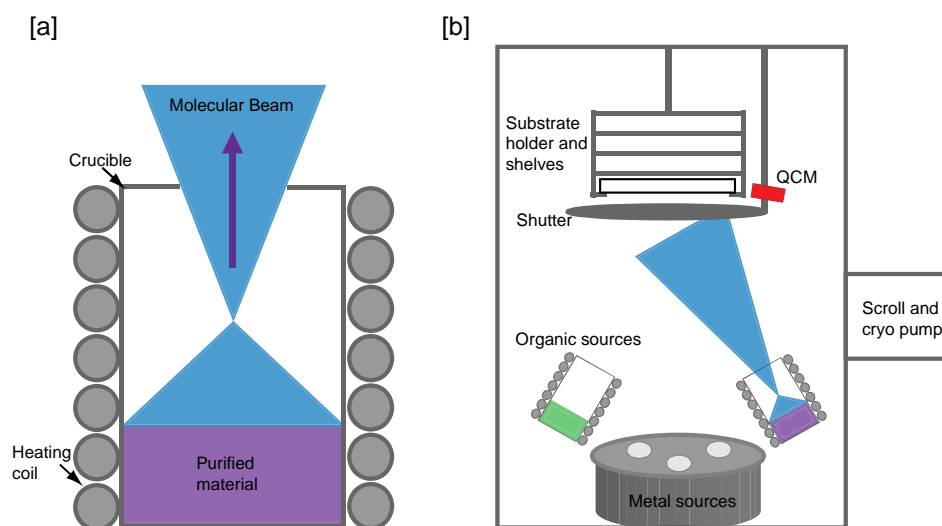 [a]
Molecular Beam
Crucible
Heating
coil
Purified
material
[b]
Substrate
holder and
shelves
QCM
Shutter
Scroll and
cryo pump
Organic sources
Metal sources